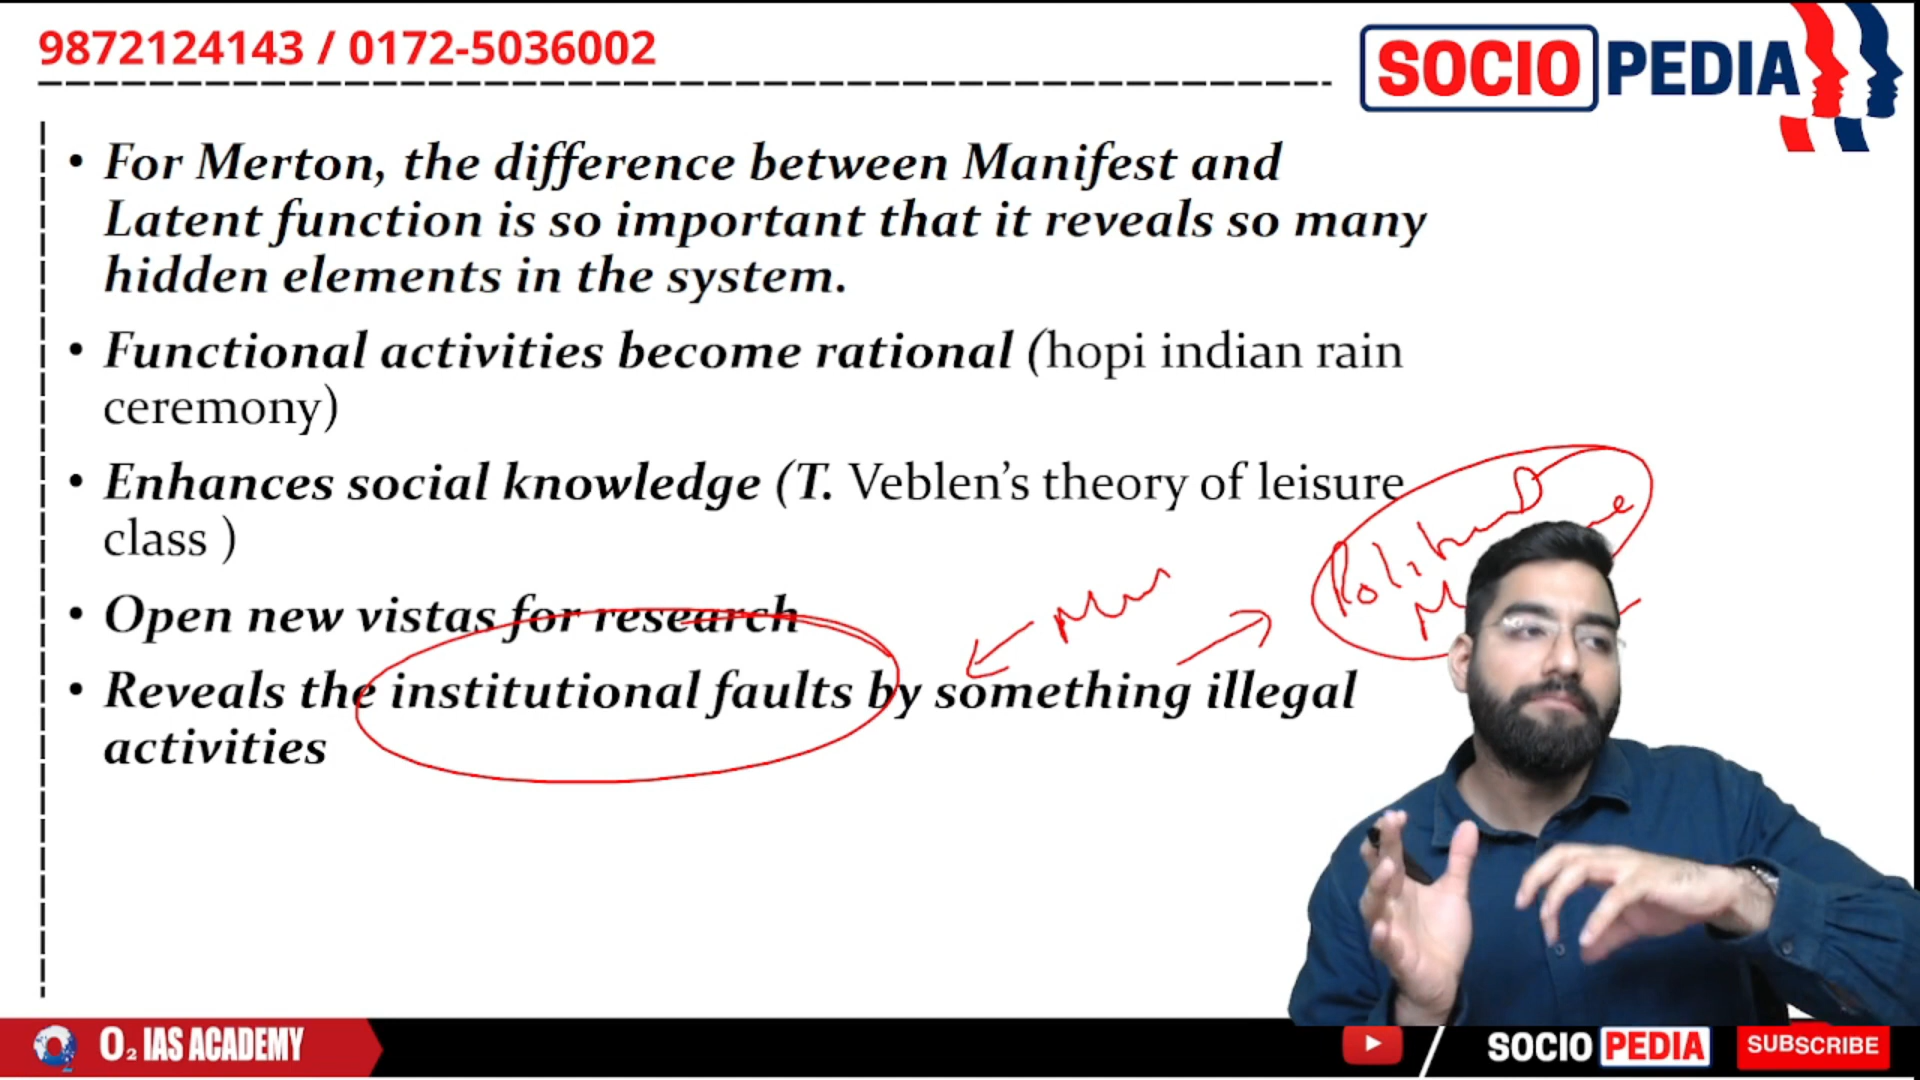 9872124143 / 0172-5036002
SOCIO PEDIA
• For Merton, the difference between Manifest and
Latent function is so important that it reveals so many
hidden elements in the system.
• Functional activities become rational (hopi indian rain
ceremony)
• Enhances social knowledge (T. Veblen’s theory of leisure
class )
• Open new vistas for research
• Reveals the institutional faults by something illegal
activities
O2 IAS ACADEMY
SOCIO PEDIA
SUBSCRIBE